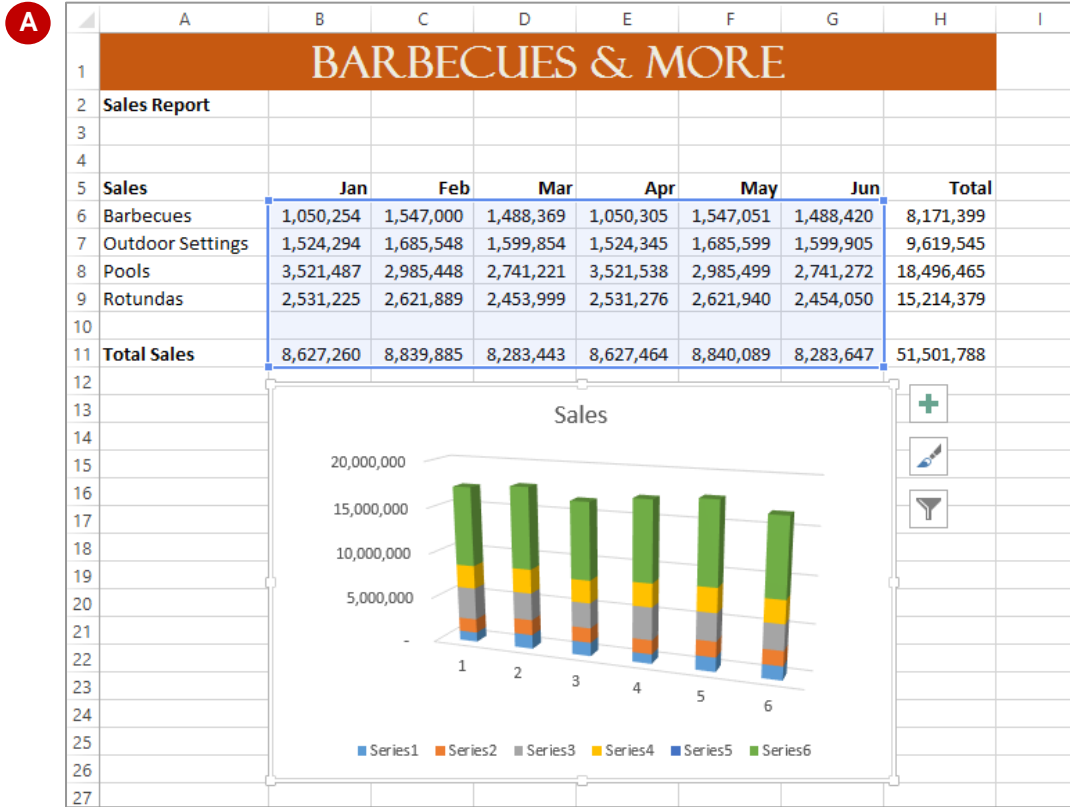 A
A B C D E F G H I
1 BARBECUES & MORE
2 Sales Report
3
4
5 Sales Jan Feb Mar Apr May Jun Total
6 Barbecues 1,050,254 1,547,000 1,488,369 1,050,305 1,547,051 1,488,420 8,171,399
7 Outdoor Settings 1,524,294 1,685,548 1,599,854 1,524,345 1,685,599 1,599,905 9,619,545
8 Pools 3,521,487 2,985,448 2,741,221 3,521,538 2,985,499 2,741,272 18,496,465
9 Rotundas 2,531,225 2,621,889 2,453,999 2,531,276 2,621,940 2,454,050 15,214,379
10
11 Total Sales 8,627,260 8,839,885 8,283,443 8,627,464 8,840,089 8,283,647 51,501,788
12
13
14
15
16
17
18
19
20
21
22
23
24
25
26
27
Sales
20,000,000
15,000,000
10,000,000
5,000,000
-
1 2 3 4 5 6
Series1 Series2 Series3 Series4 Series5 Series6